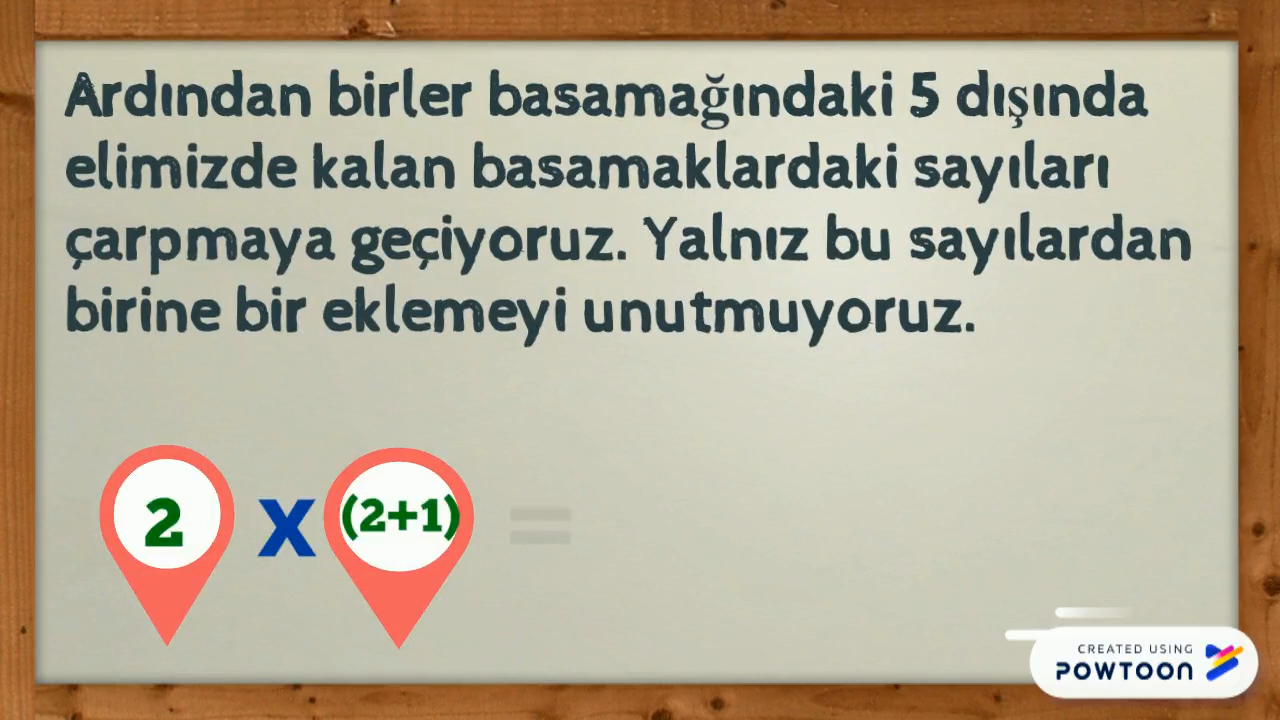 Ardından birler basamağındaki 5 dışında
elimizde kalan basamaklardaki sayıları
çarpmaya geçiyoruz. Yalnız bu sayılardan
birine bir eklemeyi unutmuyoruz.
2 x (2+1) =
CREATED USING
POWTOON